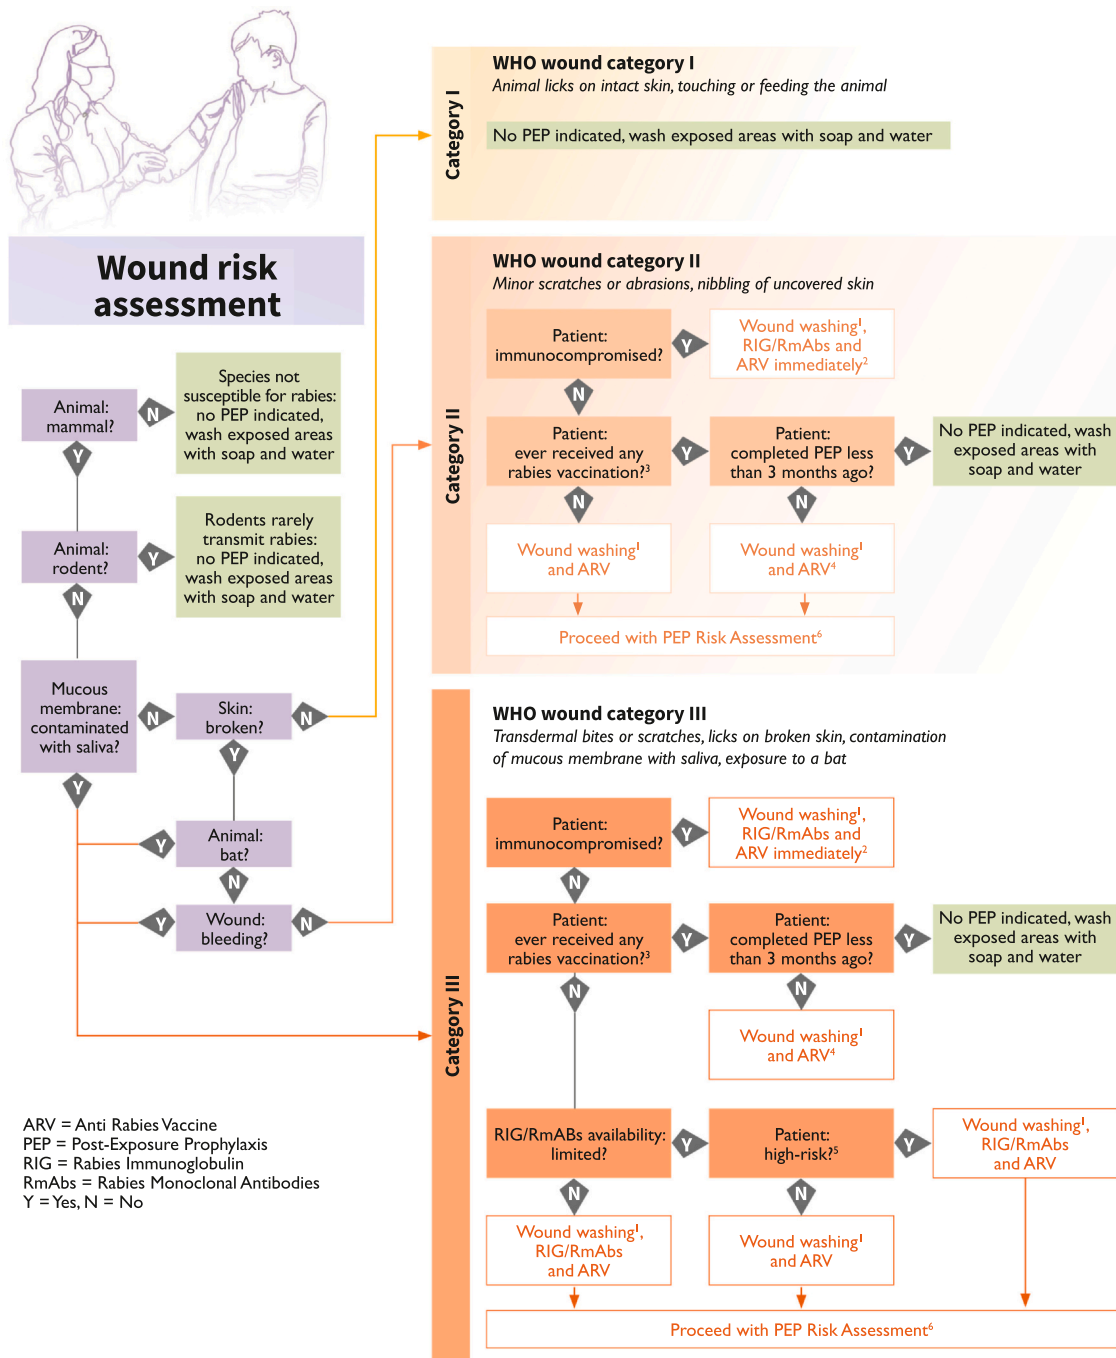 Wound risk
assessment
Animal:
mammal?
N
Species not
susceptible for rabies:
no PEP indicated,
wash exposed areas
with soap and water
Y
Animal:
rodent?
Y
Rodents rarely
transmit rabies:
no PEP indicated,
wash exposed areas
with soap and water
N
Mucous
membrane:
contaminated
with saliva?
N
Skin:
broken?
N
Y
Y
Animal:
bat?
Y
N
Wound:
bleeding?
Y
N
ARV = Anti Rabies Vaccine
PEP = Post-Exposure Prophylaxis
RIG = Rabies Immunoglobulin
RmAbs = Rabies Monoclonal Antibodies
Y = Yes, N = No
Category I
WHO wound category I
Animal licks on intact skin, touching or feeding the animal
No PEP indicated, wash exposed areas with soap and water
Category II
WHO wound category II
Minor scratches or abrasions, nibbling of uncovered skin
Patient:
immunocompromised?
Y
Wound washing¹,
RIG/RmAbs and
ARV immediately²
N
Patient:
ever received any
rabies vaccination?³
Y
Patient:
completed PEP less
than 3 months ago?
Y
No PEP indicated, wash
exposed areas with
soap and water
N
N
Wound washing¹
and ARV
Wound washing¹
and ARV⁴
Proceed with PEP Risk Assessment⁶
Category III
WHO wound category III
Transdermal bites or scratches, licks on broken skin, contamination
of mucous membrane with saliva, exposure to a bat
Patient:
immunocompromised?
Y
Wound washing¹,
RIG/RmAbs and
ARV immediately²
N
Patient:
ever received any
rabies vaccination?³
Y
Patient:
completed PEP less
than 3 months ago?
Y
No PEP indicated, wash
exposed areas with
soap and water
N
N
Wound washing¹
and ARV⁴
RIG/RmABs availability:
limited?
Y
Patient:
high-risk?⁵
Y
Wound washing¹,
RIG/RmAbs
and ARV
N
N
Wound washing¹,
RIG/RmAbs
and ARV
Wound washing¹
and ARV
Proceed with PEP Risk Assessment⁶